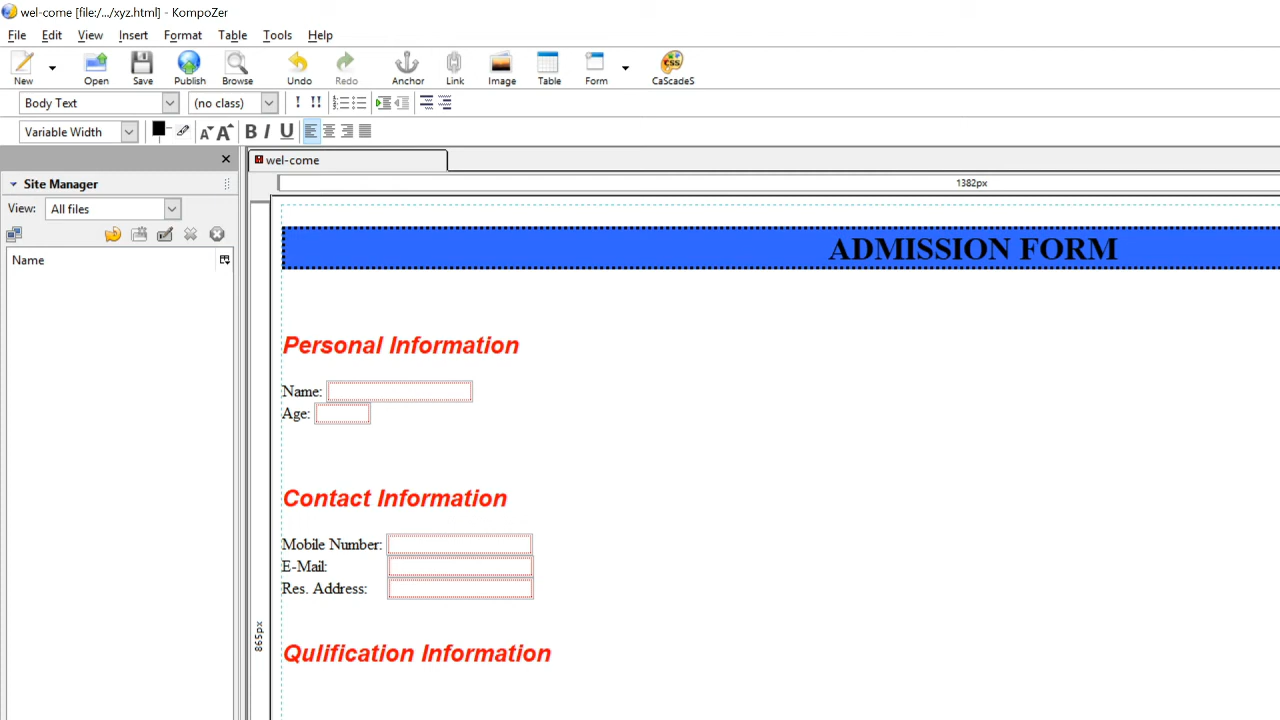 wel-come [file:/.../xyz.html] - KompoZer
File Edit View Insert Format Table Tools Help
New Open Save Publish Browse Undo Redo Anchor Link Image Table Form CaScadeS
Body Text (no class) ! !!
Variable Width A A B I U
wel-come
Site Manager
1382px
View: All files
ADMISSION FORM
Name
Personal Information
Name:
Age:
Contact Information
Mobile Number:
E-Mail:
Res. Address:
865px
Qulification Information